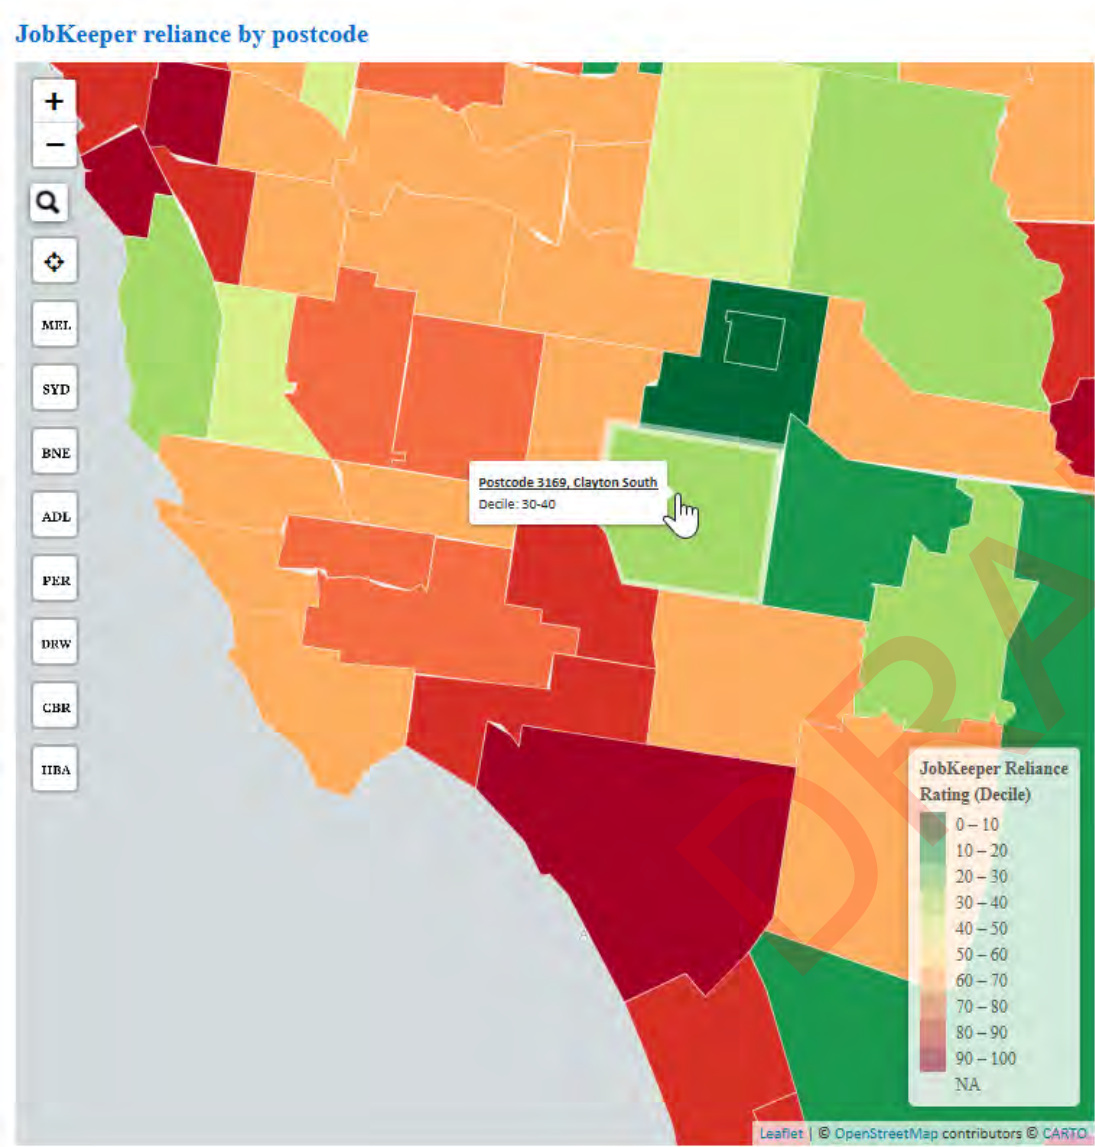 JobKeeper reliance by postcode
+
−
MEL
SYD
BNE
ADL
PER
DRW
CBR
HBA
Postcode 3169, Clayton South
Decile: 30-40
DRA
JobKeeper Reliance
Rating (Decile)
0 – 10
10 – 20
20 – 30
30 – 40
40 – 50
50 – 60
60 – 70
70 – 80
80 – 90
90 – 100
NA
Leaflet | © OpenStreetMap contributors © CARTO